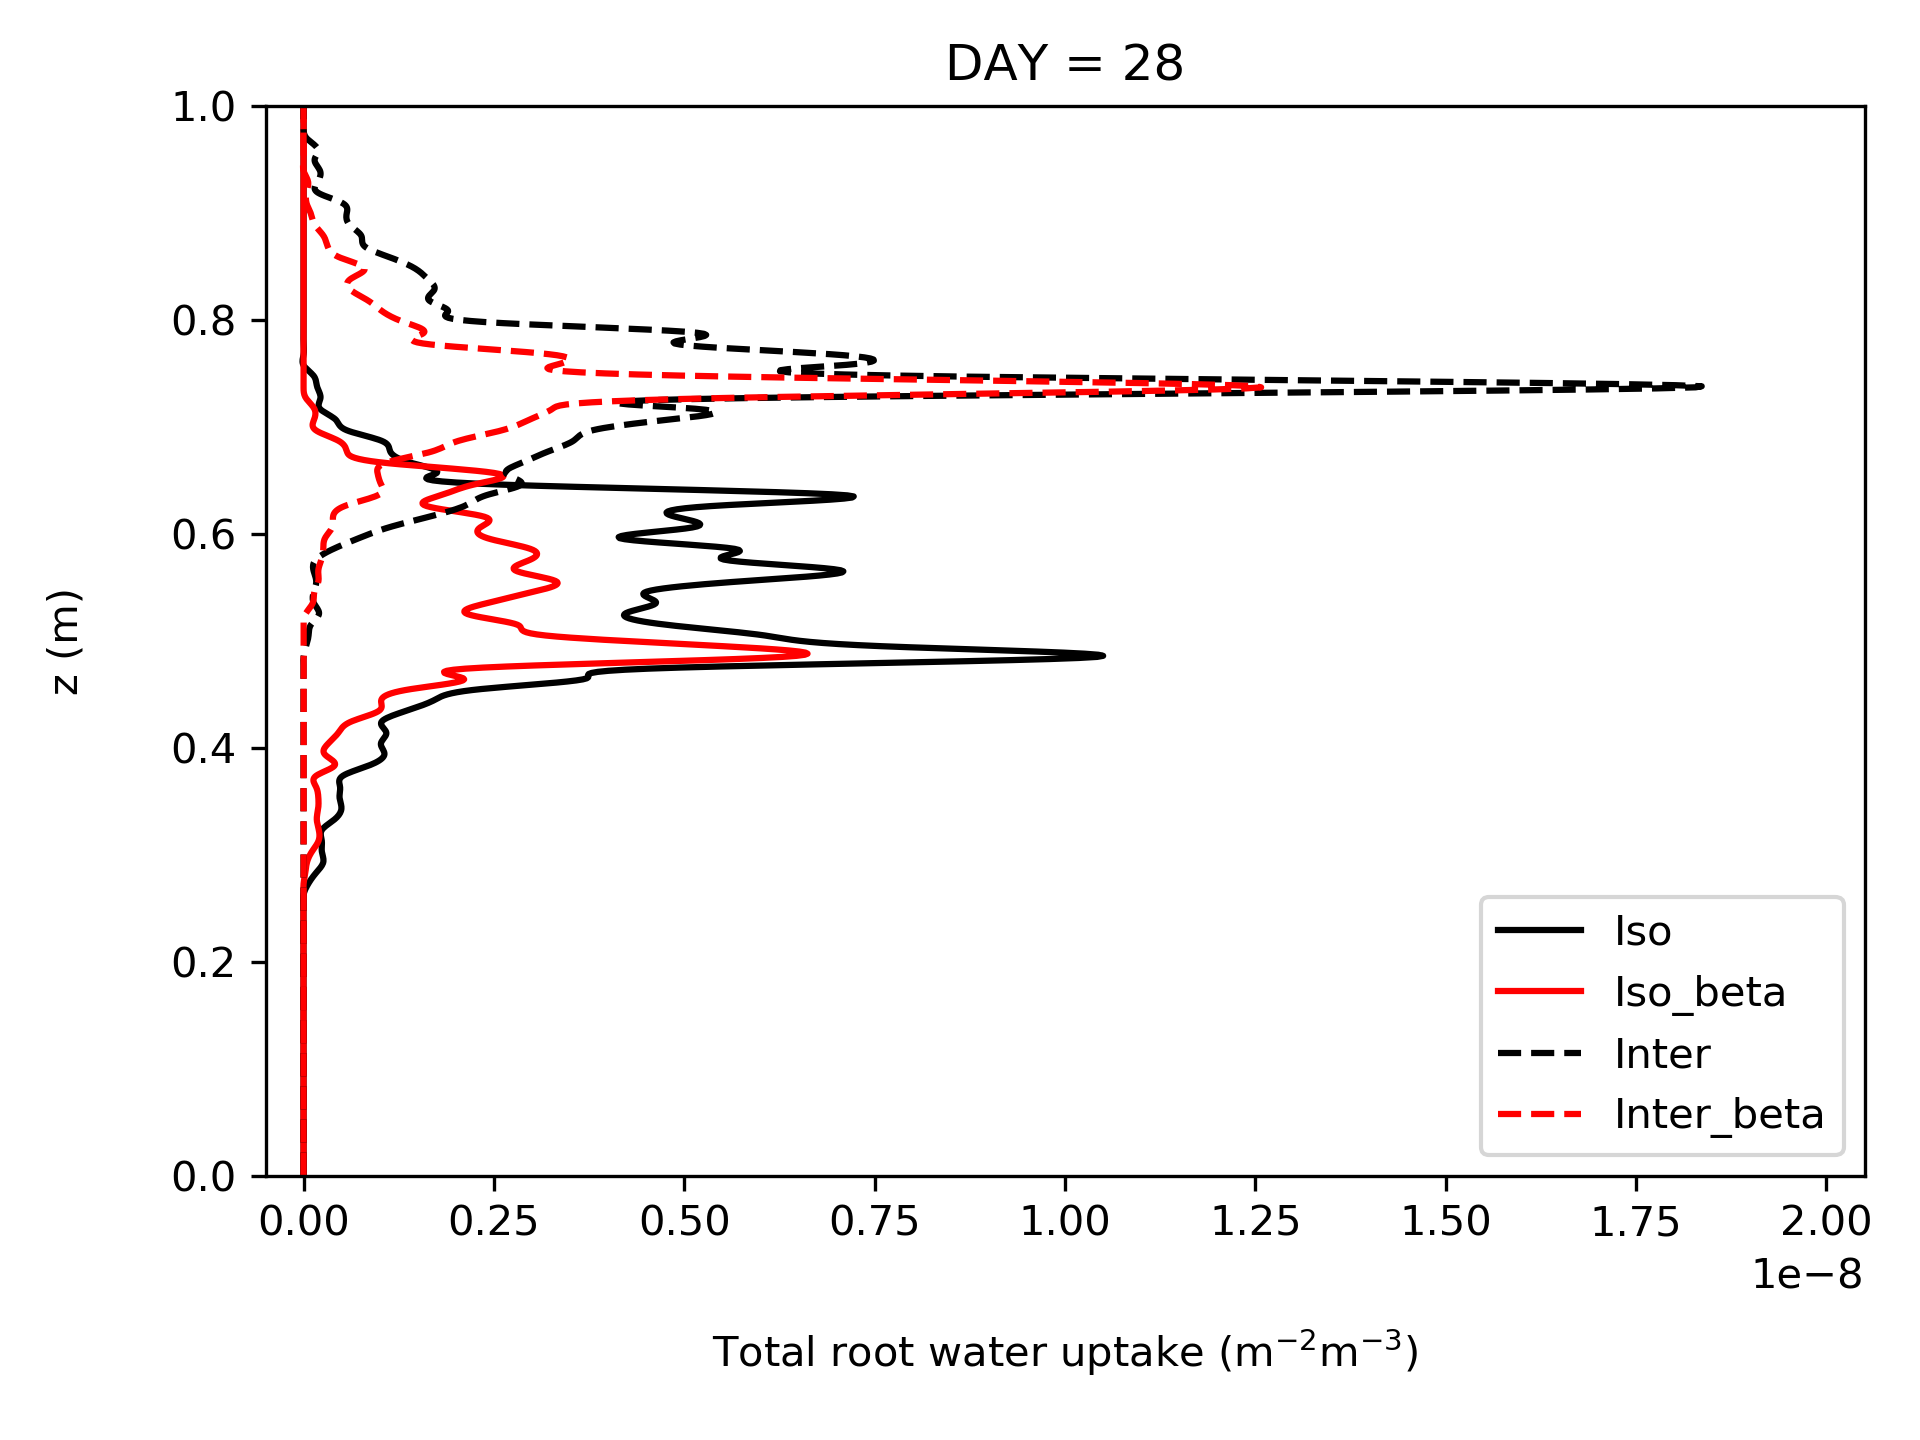 DAY = 28
1.0
0.8
0.6
0.4
0.2
0.0
z (m)
0.00 0.25 0.50 0.75 1.00 1.25 1.50 1.75 2.00
1e−8
Total root water uptake (m⁻²m⁻³)
Iso
Iso_beta
Inter
Inter_beta